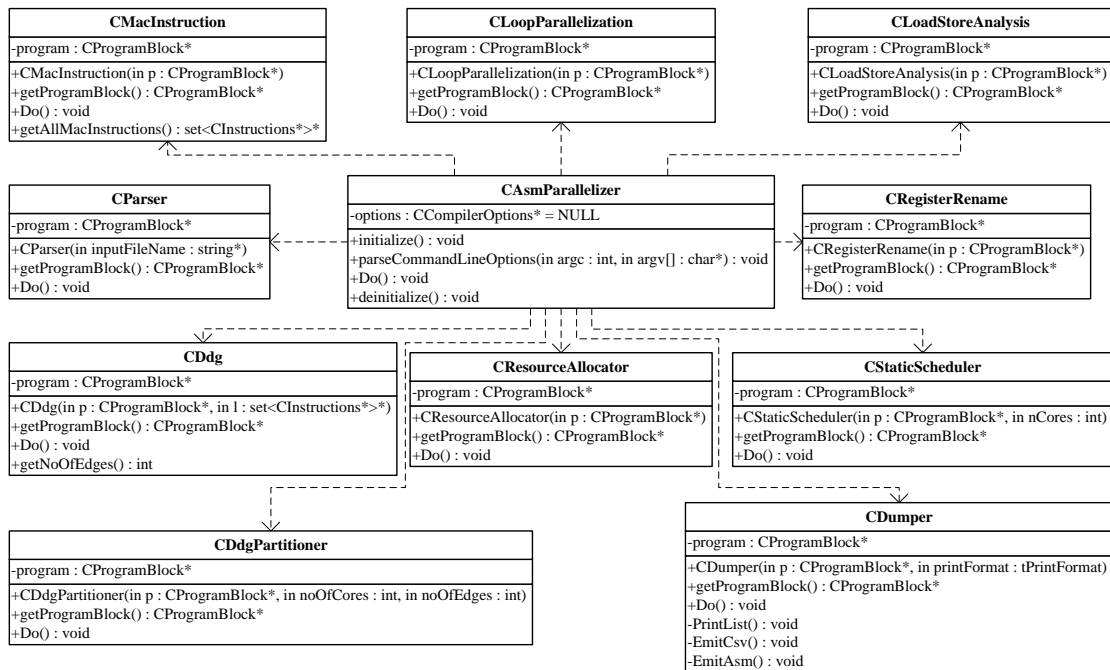 CMacInstruction
-program : CProgramBlock*
+CMacInstruction(in p : CProgramBlock*)
+getProgramBlock() : CProgramBlock*
+Do() : void
+getAllMacInstructions() : set<CInstructions*>*
CLoopParallelization
-program : CProgramBlock*
+CLoopParallelization(in p : CProgramBlock*)
+getProgramBlock() : CProgramBlock*
+Do() : void
CLoadStoreAnalysis
-program : CProgramBlock*
+CLoadStoreAnalysis(in p : CProgramBlock*)
+getProgramBlock() : CProgramBlock*
+Do() : void
CParser
-program : CProgramBlock*
+CParser(in inputFileName : string*)
+getProgramBlock() : CProgramBlock*
+Do() : void
CAsmParallelizer
-options : CCompilerOptions* = NULL
+initialize() : void
+parseCommandLineOptions(in argc : int, in argv[] : char*) : void
+Do() : void
+deinitialize() : void
CRegisterRename
-program : CProgramBlock*
+CRegisterRename(in p : CProgramBlock*)
+getProgramBlock() : CProgramBlock*
+Do() : void
CDdg
-program : CProgramBlock*
+CDdg(in p : CProgramBlock*, in l : set<CInstructions*>*)
+getProgramBlock() : CProgramBlock*
+Do() : void
+getNoOfEdges() : int
CResourceAllocator
-program : CProgramBlock*
+CResourceAllocator(in p : CProgramBlock*)
+getProgramBlock() : CProgramBlock*
+Do() : void
CStaticScheduler
-program : CProgramBlock*
+CStaticScheduler(in p : CProgramBlock*, in nCores : int)
+getProgramBlock() : CProgramBlock*
+Do() : void
CDdgPartitioner
-program : CProgramBlock*
+CDdgPartitioner(in p : CProgramBlock*, in noOfCores : int, in noOfEdges : int)
+getProgramBlock() : CProgramBlock*
+Do() : void
CDumper
-program : CProgramBlock*
+CDumper(in p : CProgramBlock*, in printFormat : tPrintFormat)
+getProgramBlock() : CProgramBlock*
+Do() : void
-PrintList() : void
-EmitCsv() : void
-EmitAsm() : void